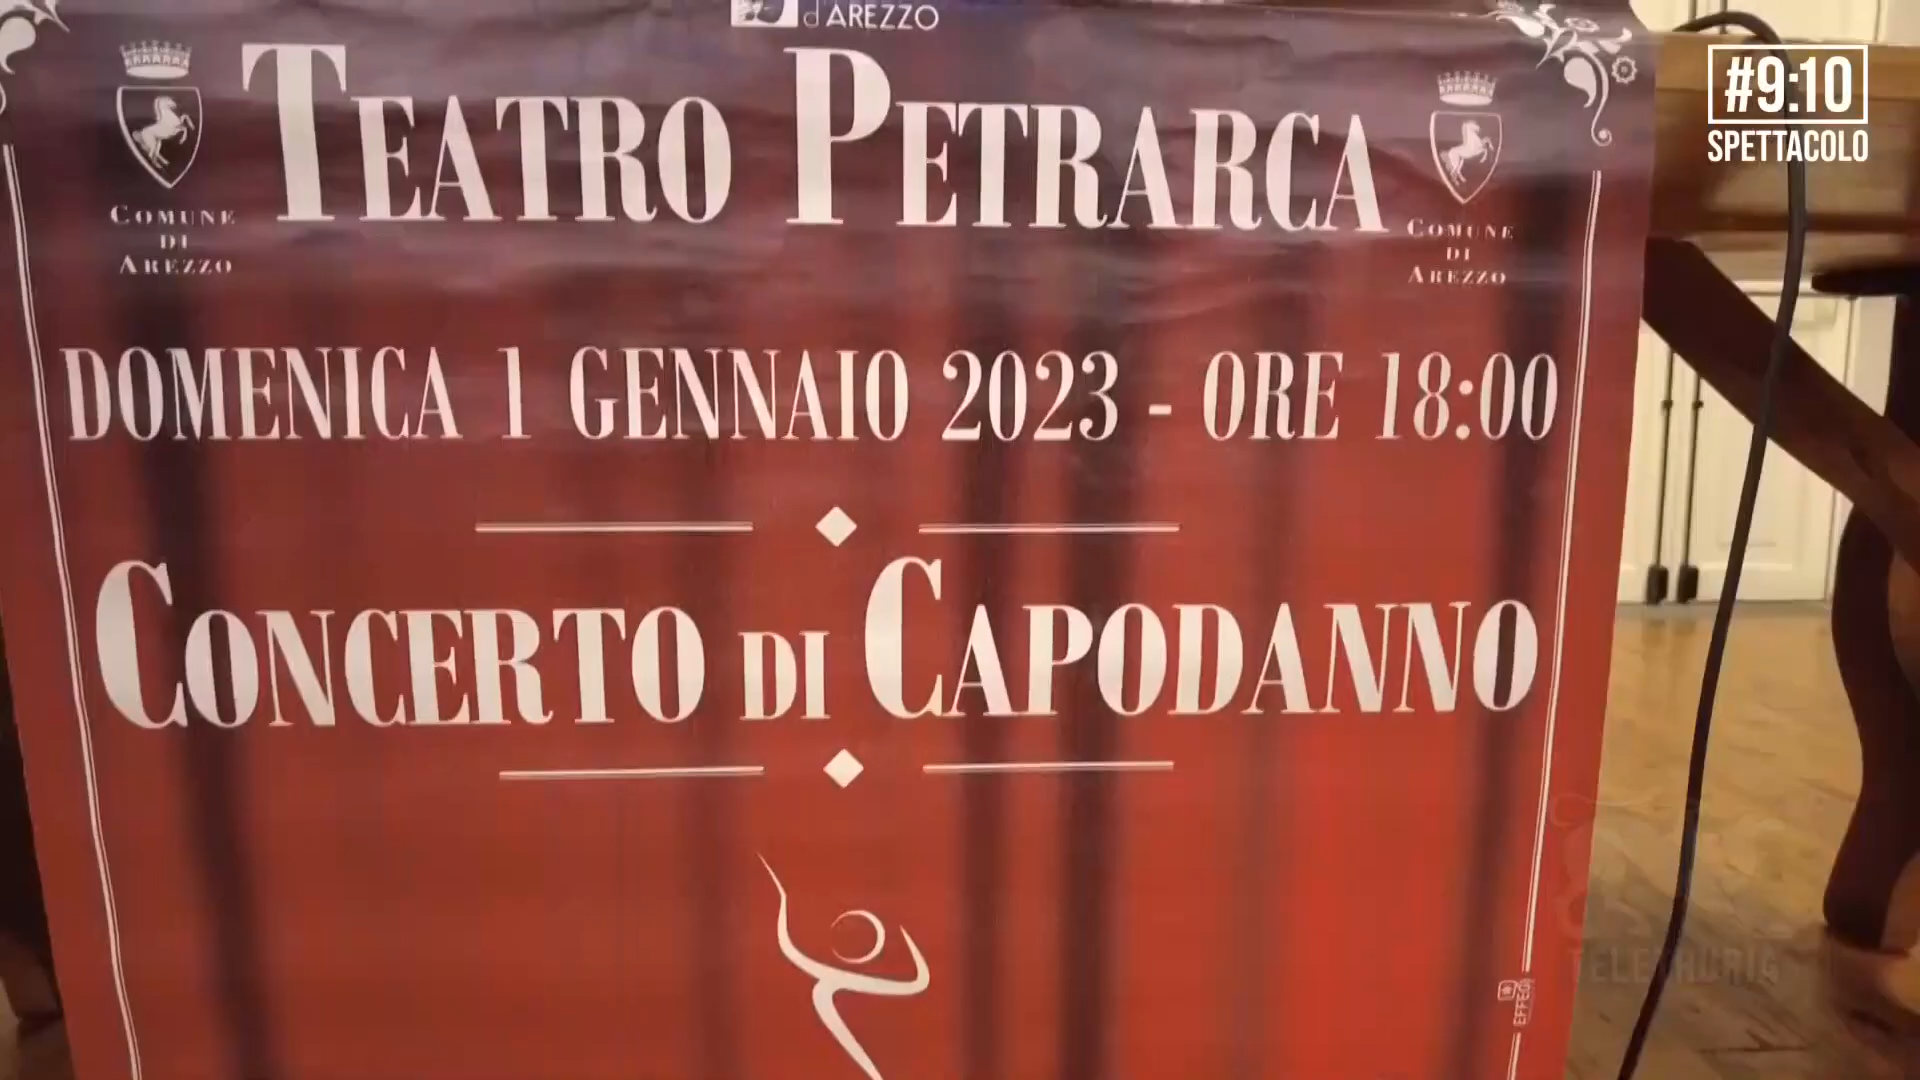 d'AREZZO
#9:10
SPETTACOLO
TEATRO PETRARCA
COMUNE
DI
AREZZO
COMUNE
DI
AREZZO
DOMENICA 1 GENNAIO 2023 - ORE 18:00
CONCERTO DI CAPODANNO
EFFEGI